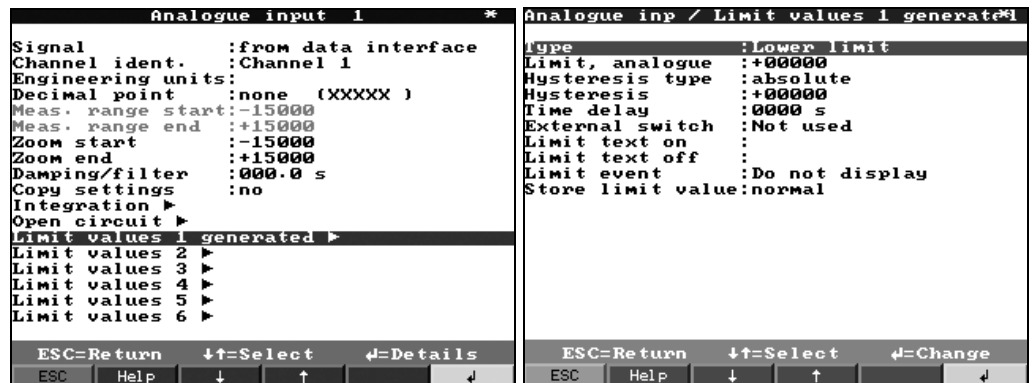 Analogue input 1 *
Signal :from data interface
Channel ident. :Channel 1
Engineering units:
Decimal point :none (XXXXX )
Meas. range start:-15000
Meas. range end :+15000
Zoom start :-15000
Zoom end :+15000
Damping/filter :000.0 s
Copy settings :no
Integration ►
Open circuit ►
Limit values 1 generated ►
Limit values 2 ►
Limit values 3 ►
Limit values 4 ►
Limit values 5 ►
Limit values 6 ►
ESC=Return ↓↑=Select ↲=Details
ESC Help ↓ ↑ ↲
Analogue inp / Limit values 1 generated*
Type :Lower limit
Limit, analogue :+00000
Hysteresis type :absolute
Hysteresis :+00000
Time delay :0000 s
External switch :Not used
Limit text on :
Limit text off :
Limit event :Do not display
Store limit value:normal
ESC=Return ↓↑=Select ↲=Change
ESC Help ↓ ↑ ↲